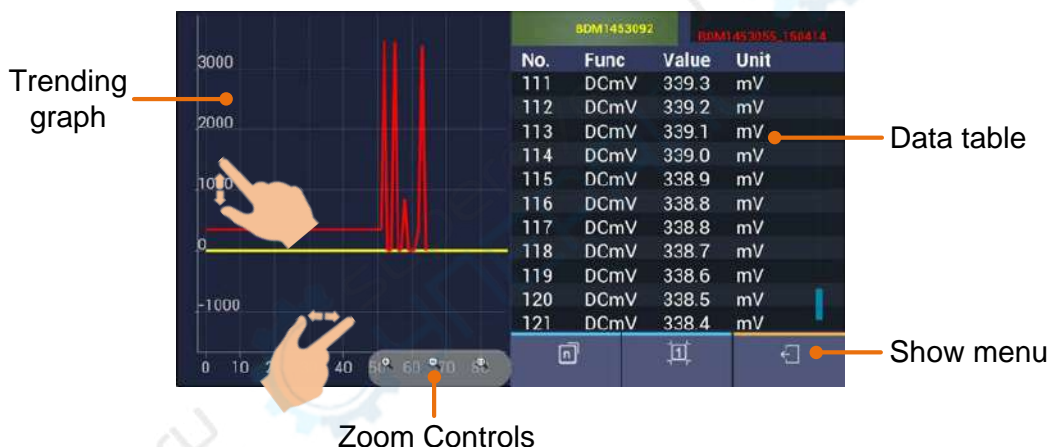 Trending
graph
3000
2000
1000
0
-1000
0 10 40 60 70
BDM1453092
BDM1453055_150414
No. Func Value Unit
111 DCmV 339.3 mV
112 DCmV 339.2 mV
113 DCmV 339.1 mV
114 DCmV 339.0 mV
115 DCmV 338.9 mV
116 DCmV 338.8 mV
117 DCmV 338.8 mV
118 DCmV 338.7 mV
119 DCmV 338.6 mV
120 DCmV 338.5 mV
121 DCmV 338.4 mV
n
1
Data table
Show menu
Zoom Controls